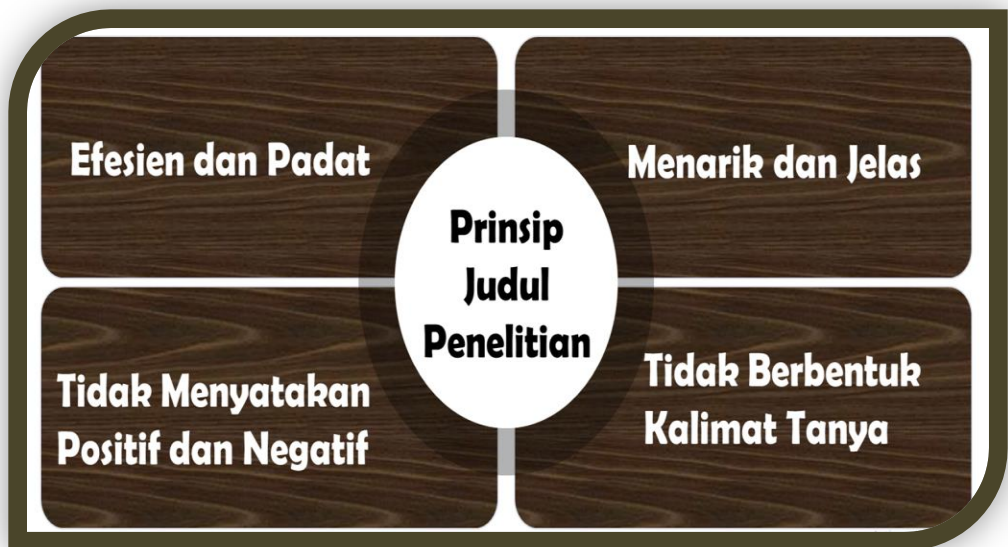 Efesien dan Padat
Menarik dan Jelas
Prinsip
Judul
Penelitian
Tidak Menyatakan
Positif dan Negatif
Tidak Berbentuk
Kalimat Tanya